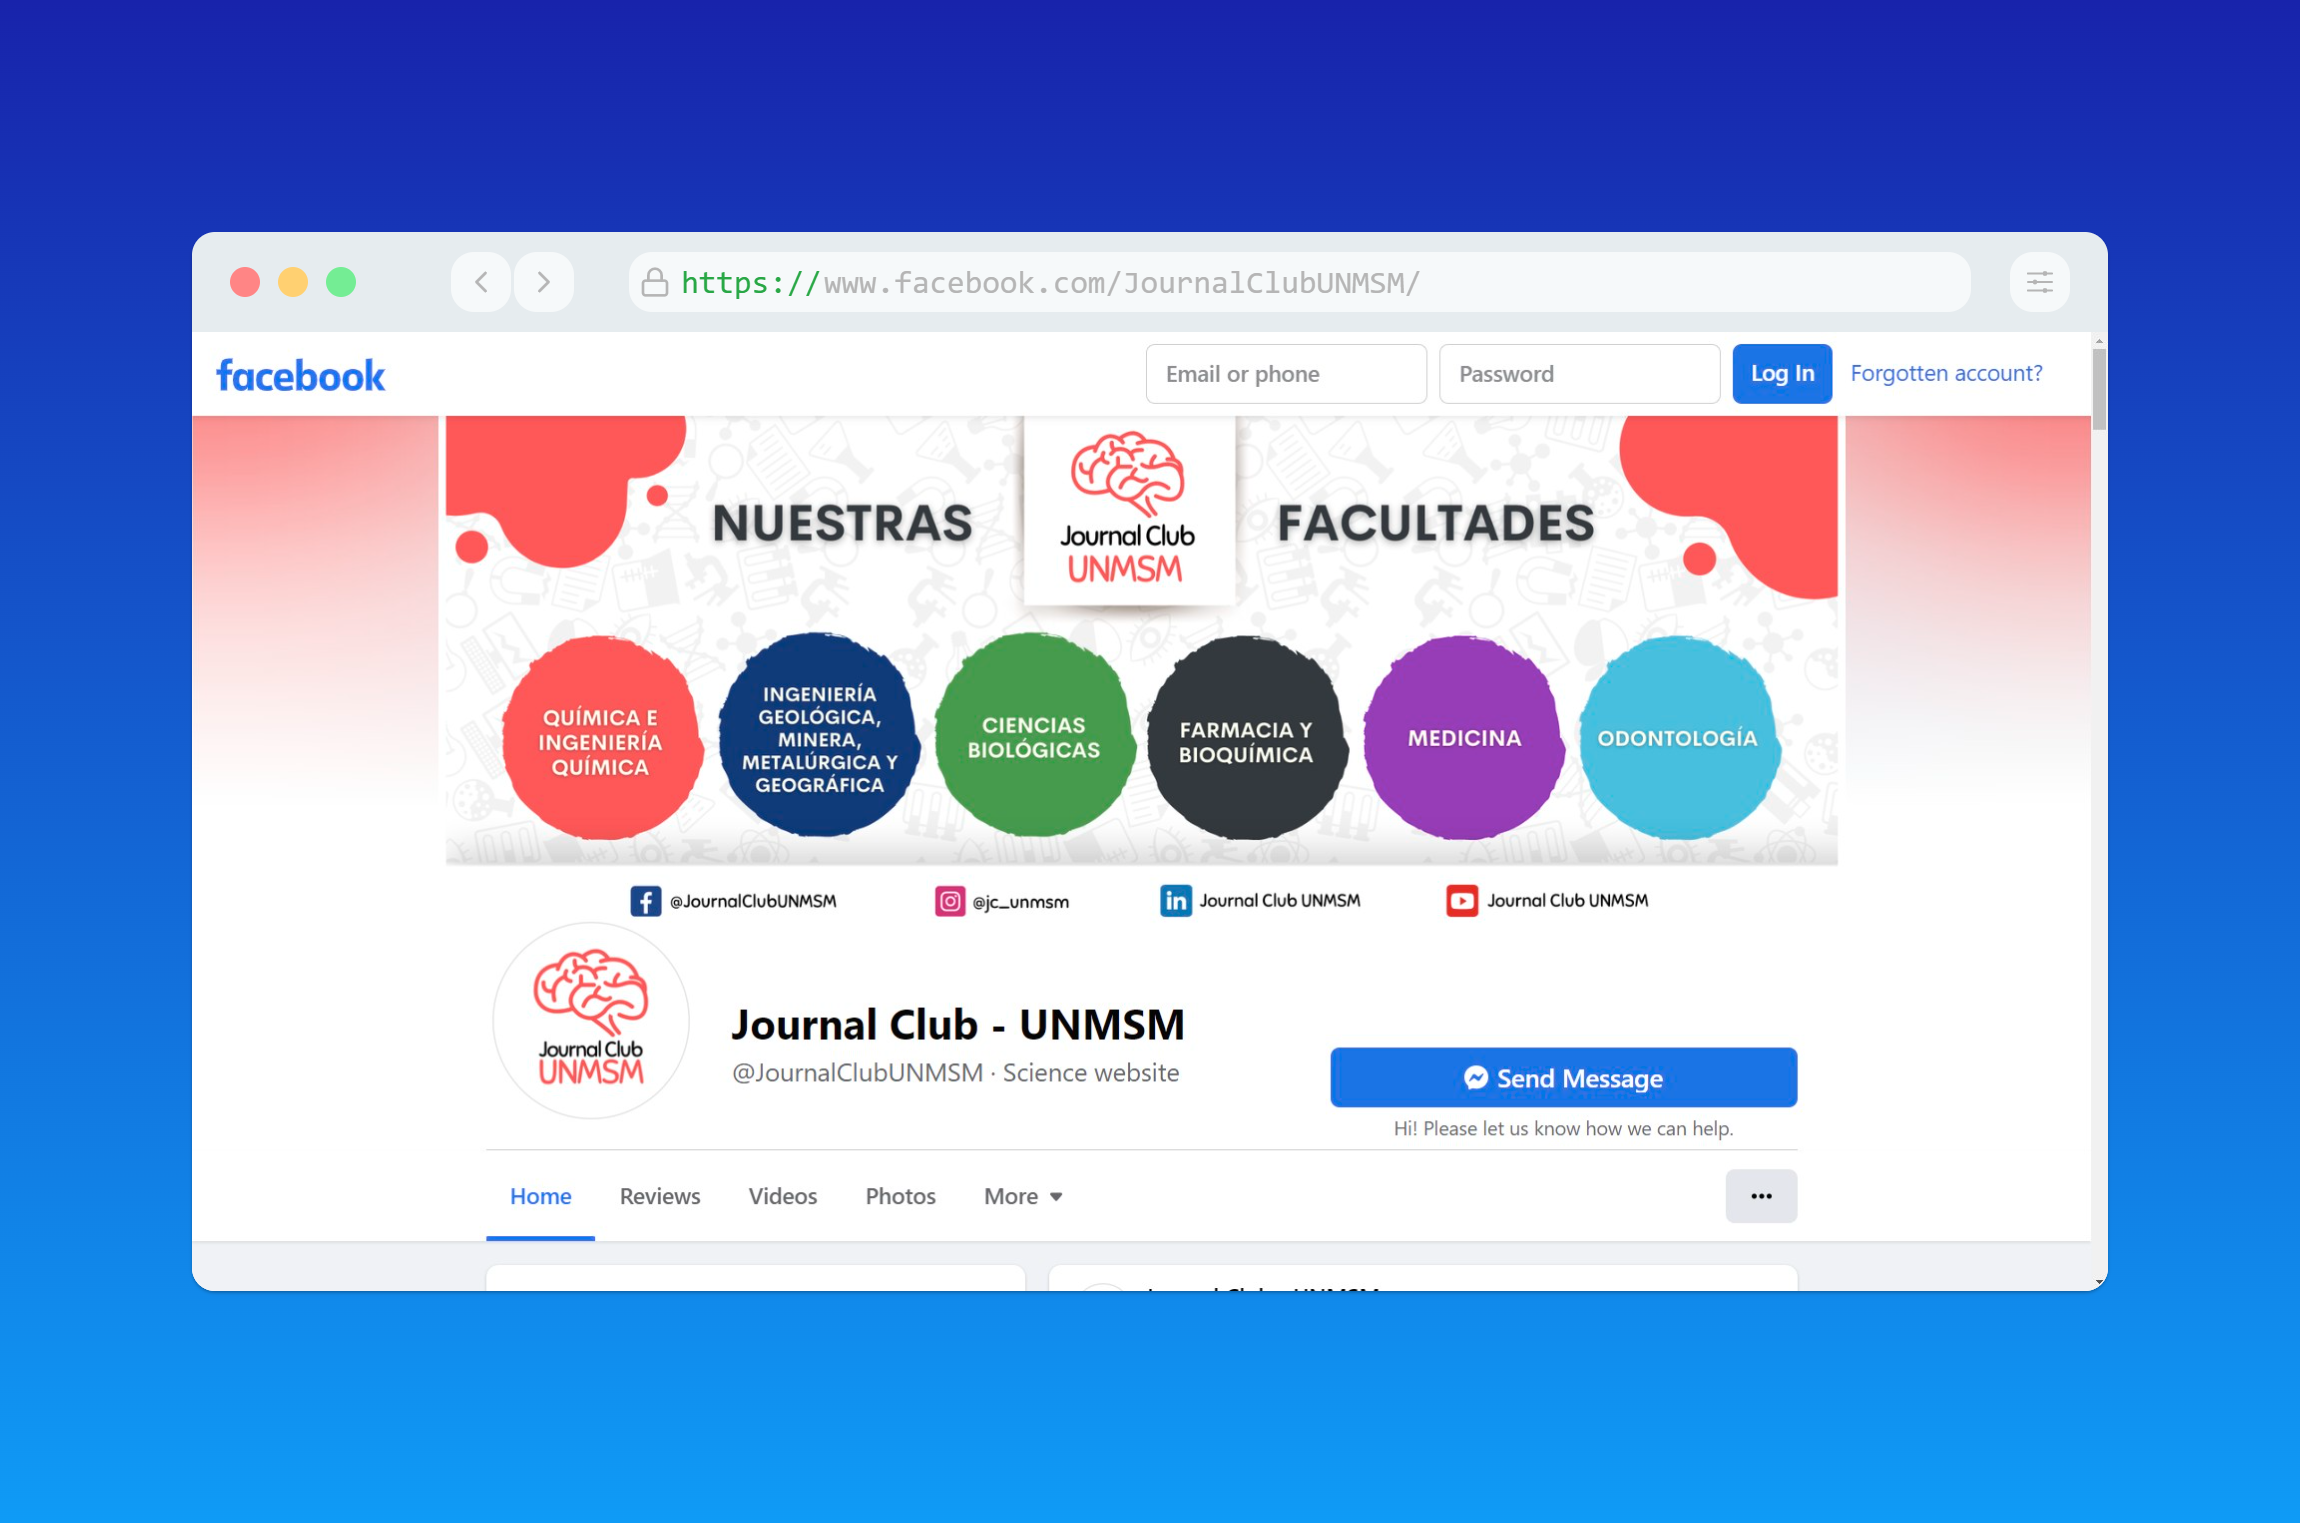 https://www.facebook.com/JournalClubUNMSM/
facebook
Email or phone
Password
Log In
Forgotten account?
NUESTRAS
Journal Club
UNMSM
FACULTADES
QUÍMICA E
INGENIERÍA
QUÍMICA
INGENIERÍA
GEOLÓGICA,
MINERA,
METALÚRGICA Y
GEOGRÁFICA
CIENCIAS
BIOLÓGICAS
FARMACIA Y
BIOQUÍMICA
MEDICINA
ODONTOLOGÍA
@JournalClubUNMSM
@jc_unmsm
Journal Club UNMSM
Journal Club UNMSM
Journal Club
UNMSM
Journal Club - UNMSM
@JournalClubUNMSM · Science website
Send Message
Hi! Please let us know how we can help.
Home
Reviews
Videos
Photos
More